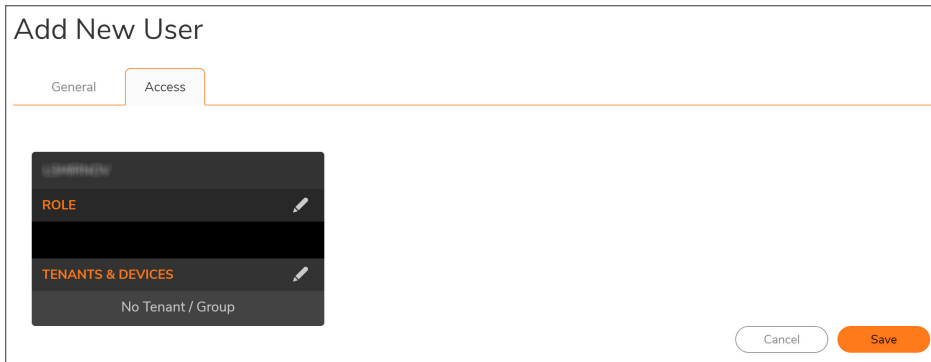 Add New User
General
Access
ROLE
TENANTS & DEVICES
No Tenant / Group
Cancel
Save